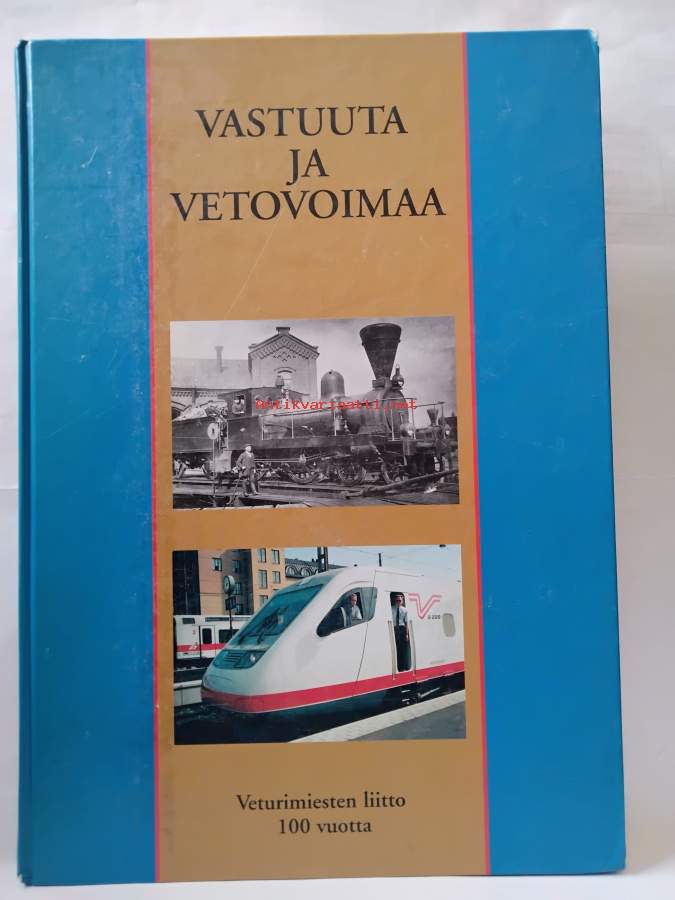 VASTUUTA
JA
VETOVOIMAA
Antikvariaatti.net
Veturimiesten liitto
100 vuotta